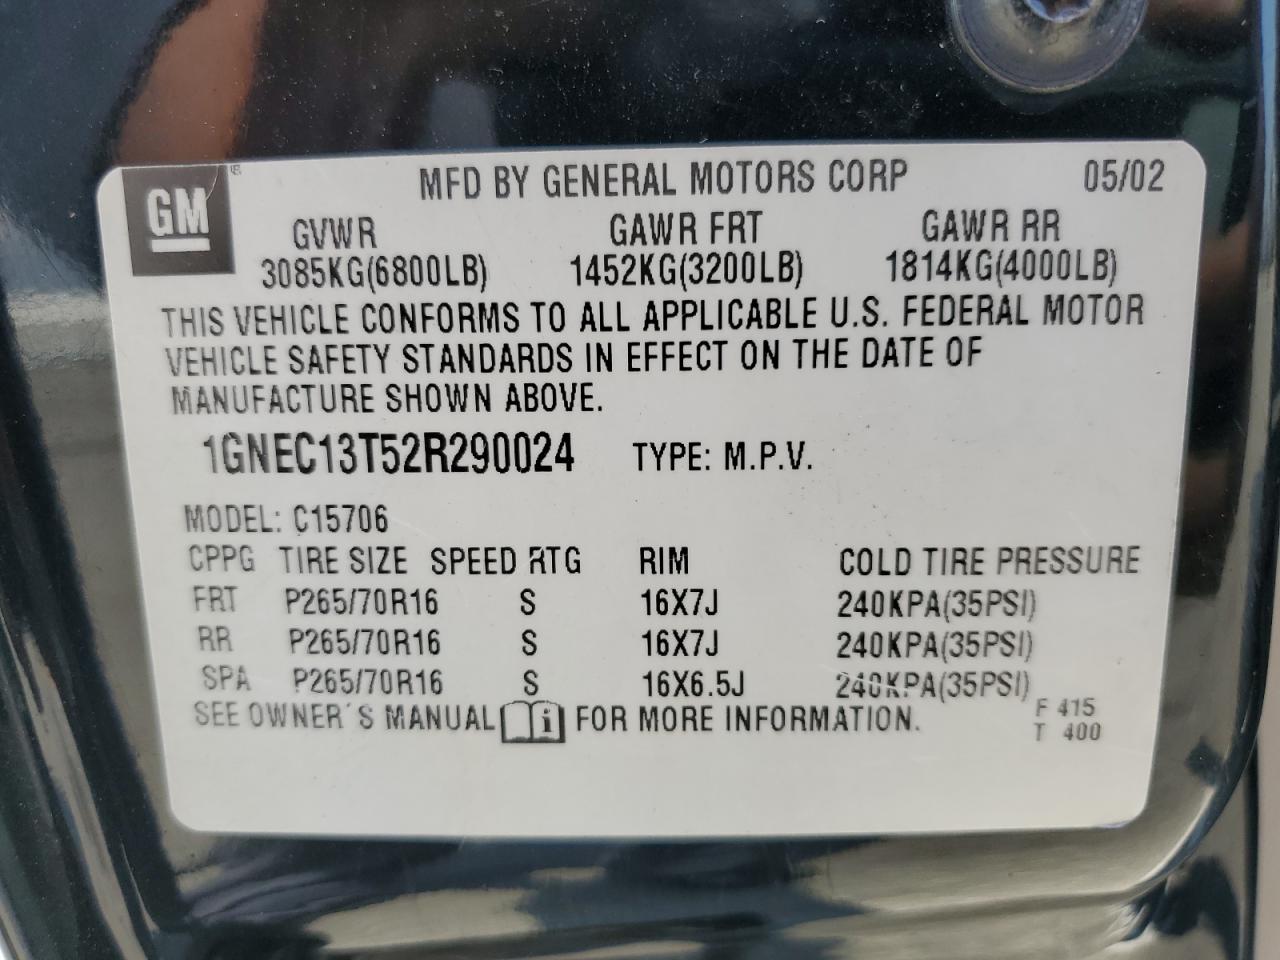 GM
MFD BY GENERAL MOTORS CORP 05/02
GVWR GAWR FRT GAWR RR
3085KG(6800LB) 1452KG(3200LB) 1814KG(4000LB)
THIS VEHICLE CONFORMS TO ALL APPLICABLE U.S. FEDERAL MOTOR
VEHICLE SAFETY STANDARDS IN EFFECT ON THE DATE OF
MANUFACTURE SHOWN ABOVE.
1GNEC13T52R290024 TYPE: M.P.V.
MODEL: C15706
CPPG TIRE SIZE SPEED RTG RIM COLD TIRE PRESSURE
FRT P265/70R16 S 16X7J 240KPA(35PSI)
RR P265/70R16 S 16X7J 240KPA(35PSI)
SPA P265/70R16 S 16X6.5J 240KPA(35PSI)
SEE OWNER'S MANUAL i FOR MORE INFORMATION.
F 415
T 400